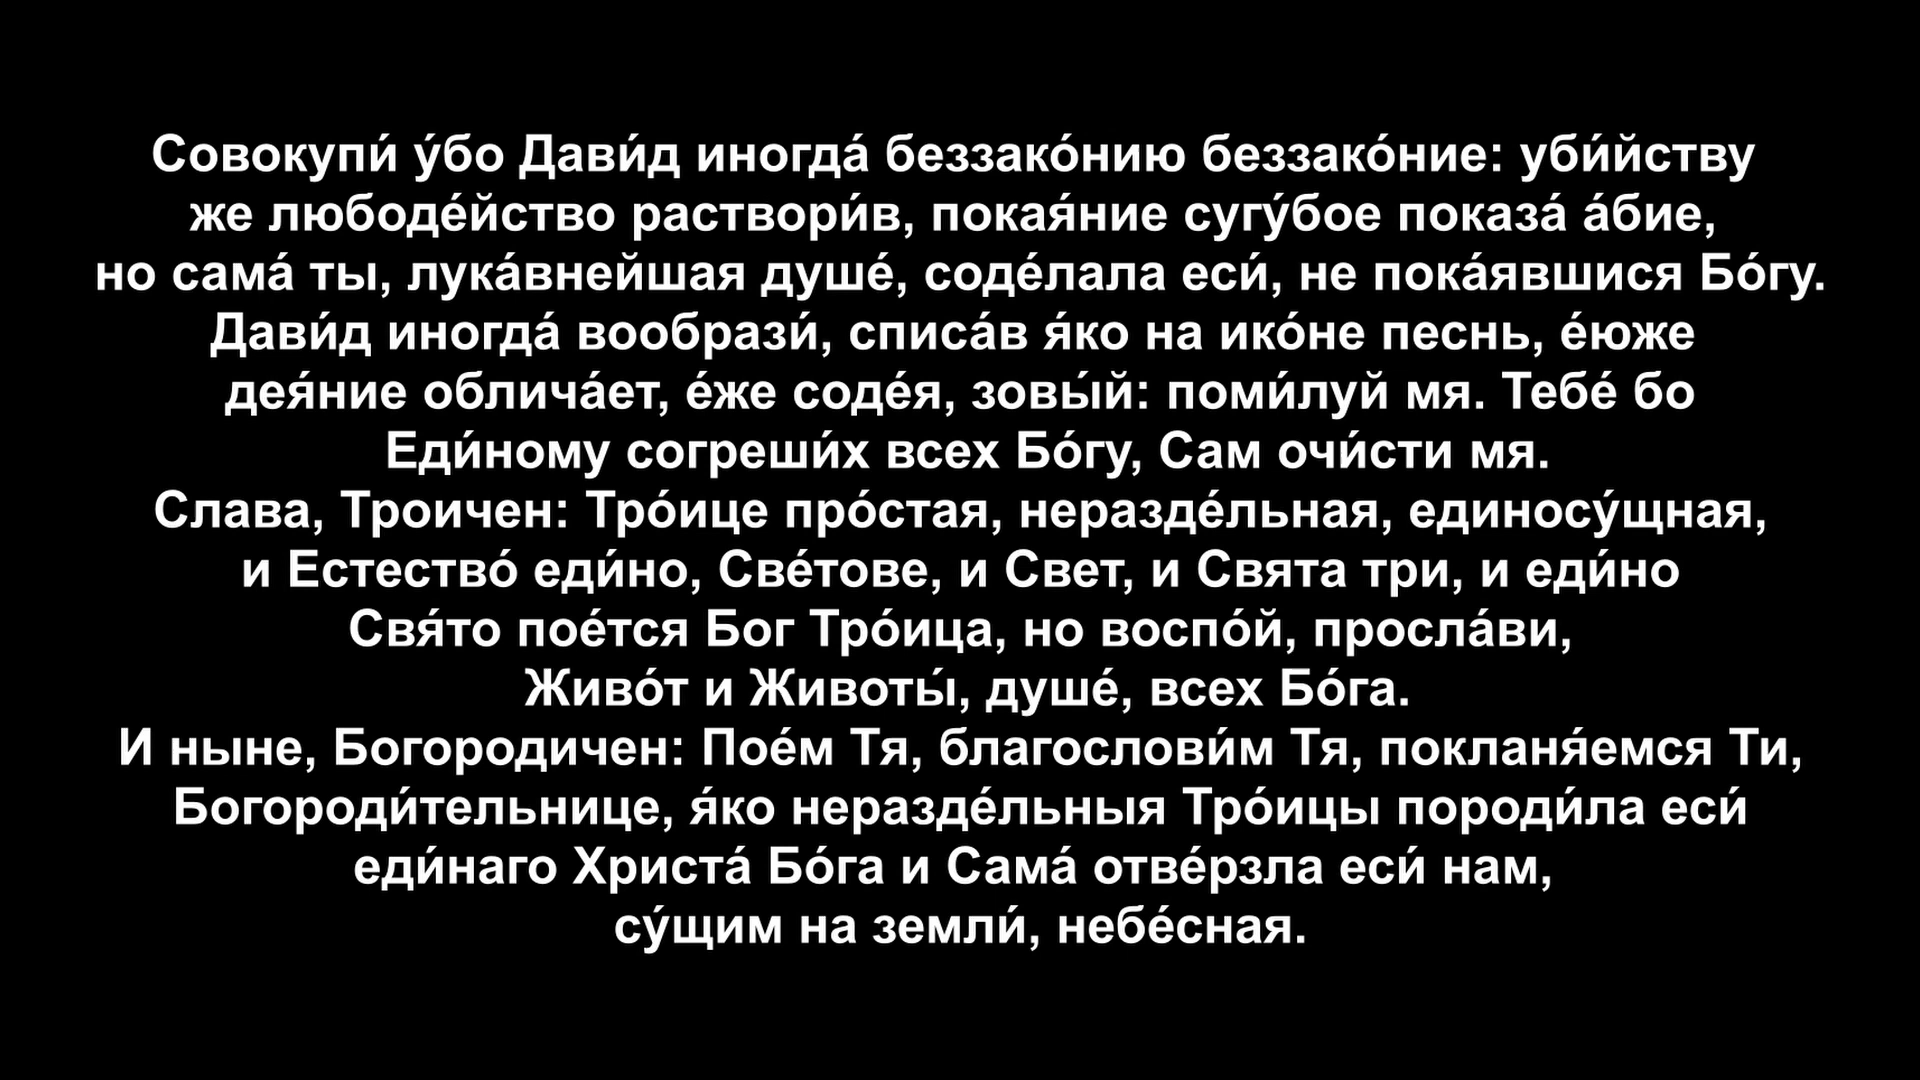 Совокупи́ у́бо Дави́д иногда́ беззако́нию беззако́ние: уби́йству
же любоде́йство раствори́в, покая́ние сугу́бое показа́ а́бие,
но сама́ ты, лука́внейшая душе́, соде́лала еси́, не пока́явшися Бо́гу.
Дави́д иногда́ вообрази́, списа́в я́ко на ико́не песнь, е́юже
дея́ние облича́ет, е́же соде́я, зовы́й: поми́луй мя. Тебе́ бо
Еди́ному согреши́х всех Бо́гу, Сам очи́сти мя.
Слава, Троичен: Тро́ице про́стая, неразде́льная, единосу́щная,
и Естество́ еди́но, Све́тове, и Свет, и Свята три, и еди́но
Свя́то пое́тся Бог Тро́ица, но воспо́й, просла́ви,
Живо́т и Животы́, душе́, всех Бо́га.
И ныне, Богородичен: Пое́м Тя, благослови́м Тя, покланя́емся Ти,
Богороди́тельнице, я́ко неразде́льныя Тро́ицы породи́ла еси́
еди́наго Христа́ Бо́га и Сама́ отве́рзла еси́ нам,
су́щим на земли́, небе́сная.